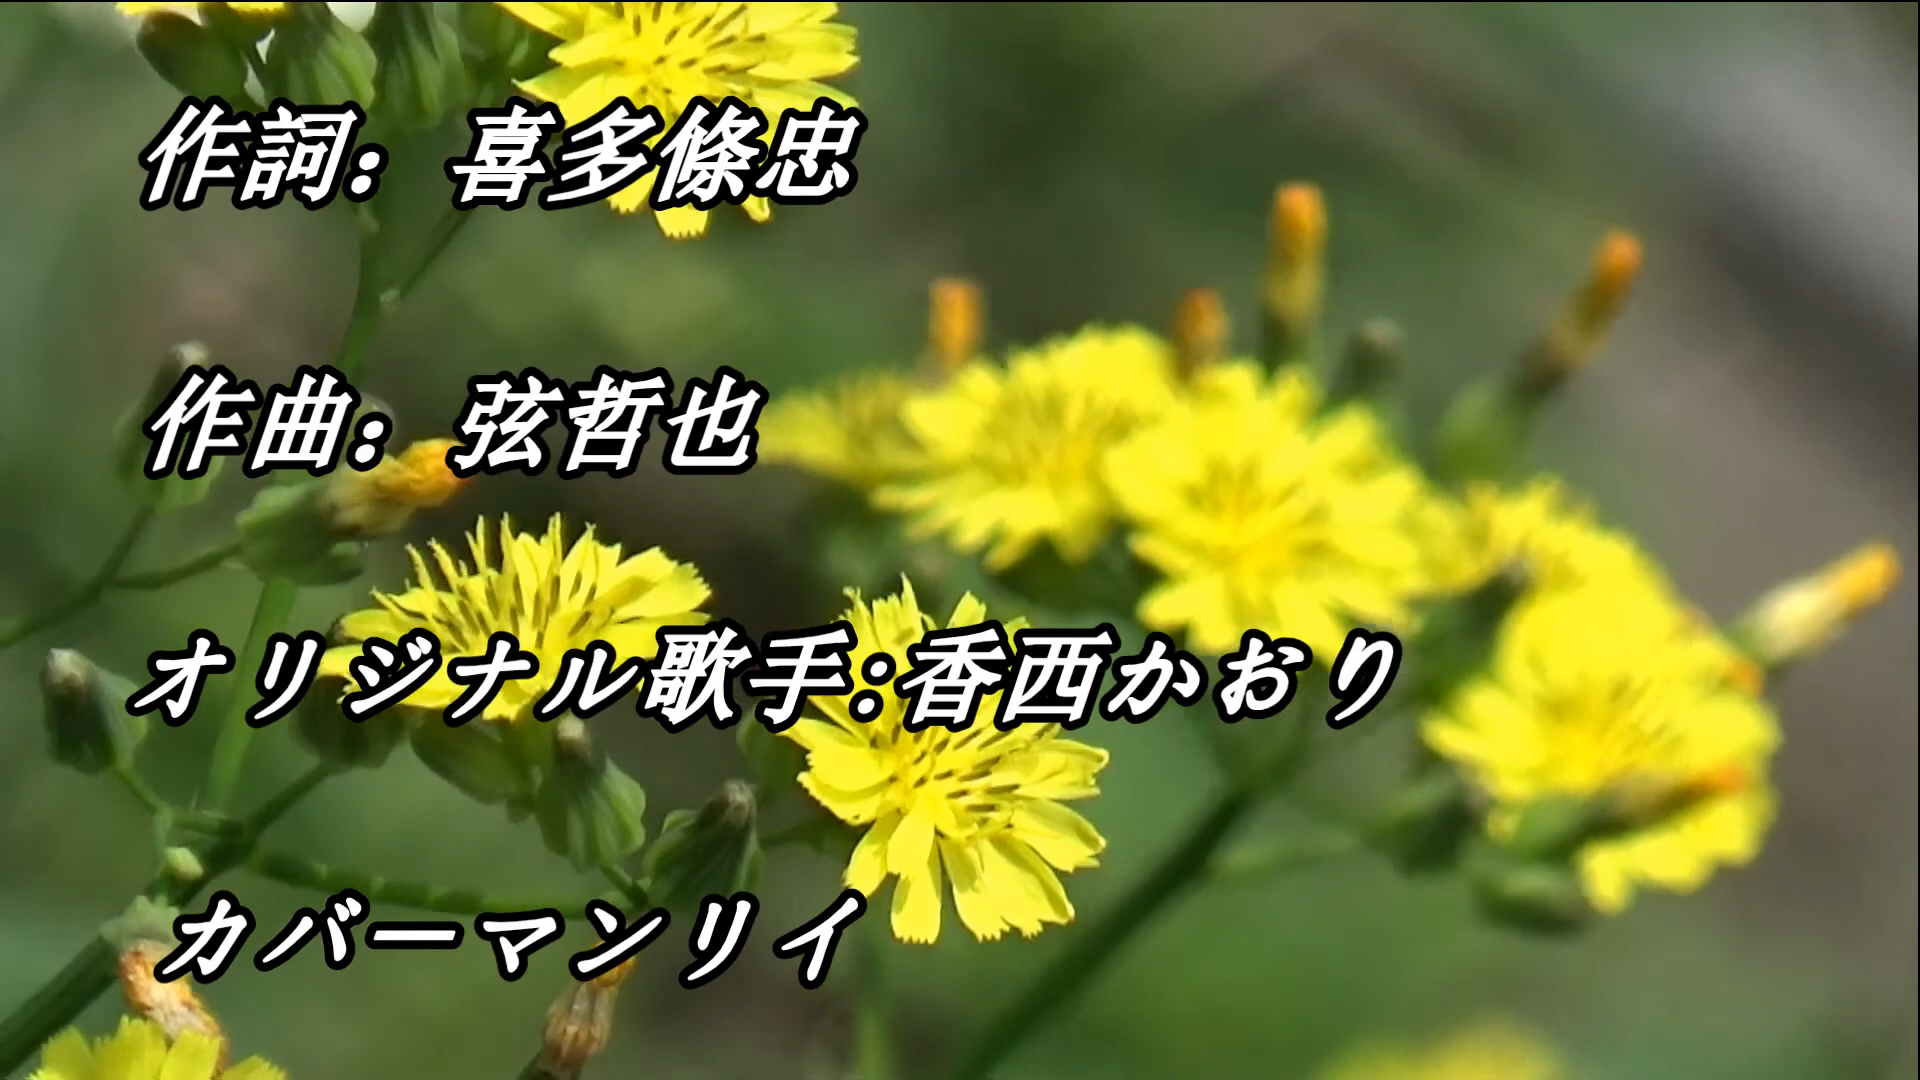 作詞：喜多條忠
作曲：弦哲也
オリジナル歌手:香西かおり
カバーマンリイ